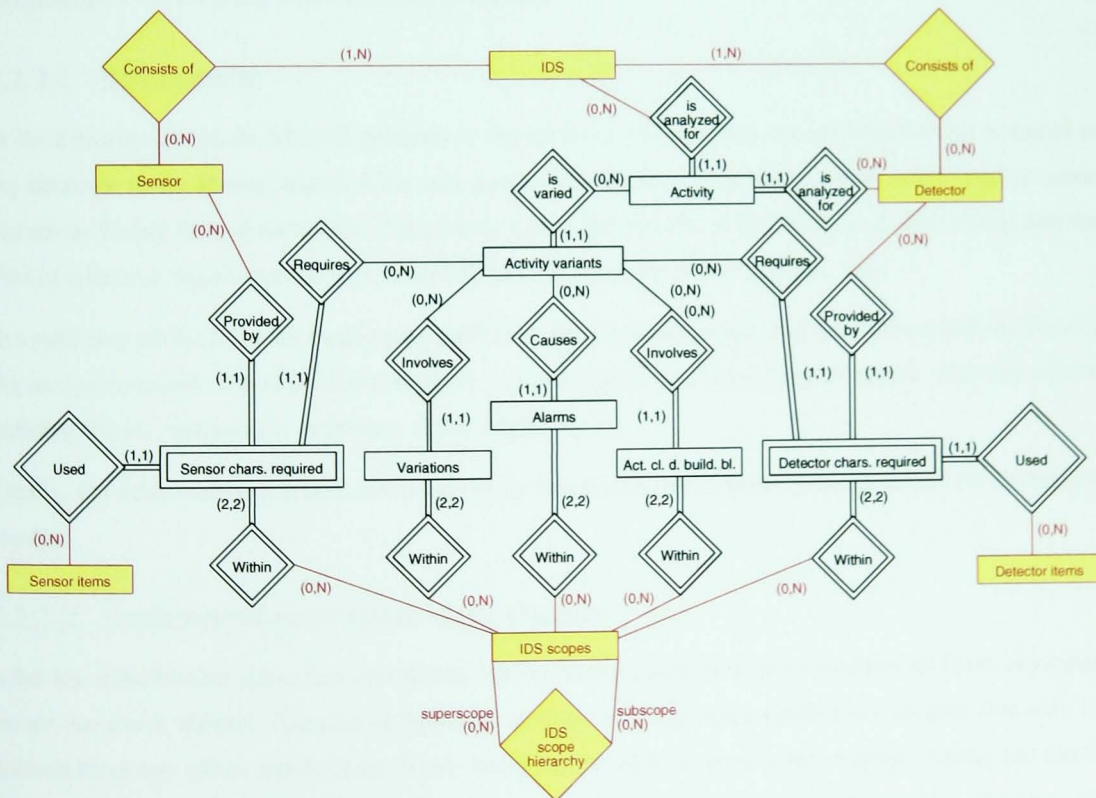 Consists of
(1,N)
IDS
(1,N)
Consists of
(0,N)
is
analyzed
for
(0,N)
(0,N)
Sensor
is
varied
(0,N)
(1,1)
Activity
(1,1)
is
analyzed
for
(0,N)
Detector
(0,N)
(1,1)
(0,N)
Requires
(0,N)
Activity variants
(0,N)
Requires
(0,N)
(0,N)
(0,N)
(0,N)
Provided
by
Causes
Provided
by
Involves
Involves
(1,1)
(1,1)
(1,1)
(1,1)
(1,1)
(1,1)
Alarms
(1,1)
Used
(1,1)
Sensor chars. required
Variations
Act. cl. d. build. bl.
Detector chars. required
(1,1)
Used
(2,2)
(2,2)
(2,2)
(2,2)
(2,2)
(0,N)
(0,N)
Within
Within
Within
Within
Within
Sensor items
Detector items
(0,N)
(0,N)
(0,N)
(0,N)
(0,N)
IDS scopes
superscope
(0,N)
subscope
(0,N)
IDS
scope
hierarchy